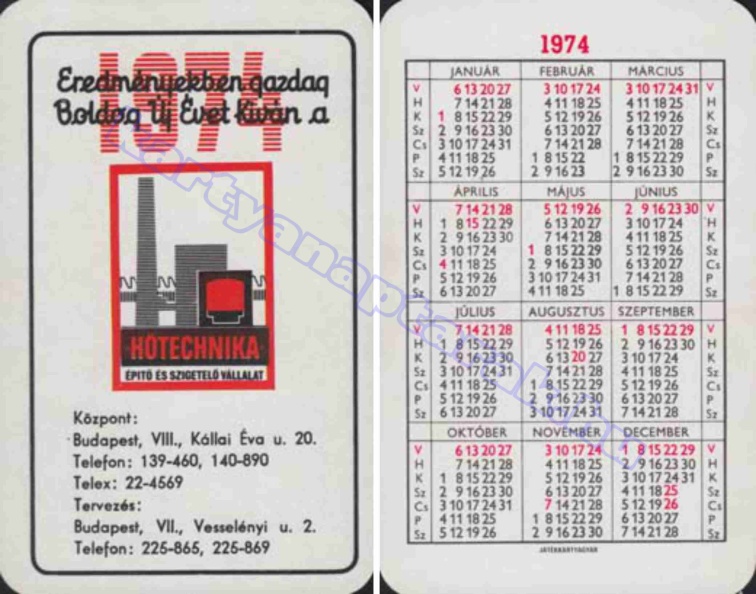 1974
Eredményekben gazdag
Boldog Új Évet Kiván a
HŐTECHNIKA
ÉPITŐ ÉS SZIGETELŐ VÁLLALAT
Központ:
Budapest, VIII., Kállai Éva u. 20.
Telefon: 139-460, 140-890
Telex: 22-4569
Tervezés:
Budapest, VII., Vesselényi u. 2.
Telefon: 225-865, 225-869
1974
JANUÁR FEBRUÁR MÁRCIUS
V 6 13 20 27 3 10 17 24 3 10 17 24 31 V
H 7 14 21 28 4 11 18 25 4 11 18 25 H
K 1 8 15 22 29 5 12 19 26 5 12 19 26 K
Sz 2 9 16 23 30 6 13 20 27 6 13 20 27 Sz
Cs 3 10 17 24 31 7 14 21 28 7 14 21 28 Cs
P 4 11 18 25 1 8 15 22 1 8 15 22 29 P
Sz 5 12 19 26 2 9 16 23 2 9 16 23 30 Sz
ÁPRILIS MÁJUS JÚNIUS
V 7 14 21 28 5 12 19 26 2 9 16 23 30 V
H 1 8 15 22 29 6 13 20 27 3 10 17 24 H
K 2 9 16 23 30 7 14 21 28 4 11 18 25 K
Sz 3 10 17 24 1 8 15 22 29 5 12 19 26 Sz
Cs 4 11 18 25 2 9 16 23 30 6 13 20 27 Cs
P 5 12 19 26 3 10 17 24 31 7 14 21 28 P
Sz 6 13 20 27 4 11 18 25 1 8 15 22 29 Sz
JÚLIUS AUGUSZTUS SZEPTEMBER
V 7 14 21 28 4 11 18 25 1 8 15 22 29 V
H 1 8 15 22 29 5 12 19 26 2 9 16 23 30 H
K 2 9 16 23 30 6 13 20 27 3 10 17 24 K
Sz 3 10 17 24 31 7 14 21 28 4 11 18 25 Sz
Cs 4 11 18 25 1 8 15 22 29 5 12 19 26 Cs
P 5 12 19 26 2 9 16 23 30 6 13 20 27 P
Sz 6 13 20 27 3 10 17 24 31 7 14 21 28 Sz
OKTÓBER NOVEMBER DECEMBER
V 6 13 20 27 3 10 17 24 1 8 15 22 29 V
H 7 14 21 28 4 11 18 25 2 9 16 23 30 H
K 1 8 15 22 29 5 12 19 26 3 10 17 24 31 K
Sz 2 9 16 23 30 6 13 20 27 4 11 18 25 Sz
Cs 3 10 17 24 31 7 14 21 28 5 12 19 26 Cs
P 4 11 18 25 1 8 15 22 29 6 13 20 27 P
Sz 5 12 19 26 2 9 16 23 30 7 14 21 28 Sz
JÁTÉKKÁRTYAGYÁR